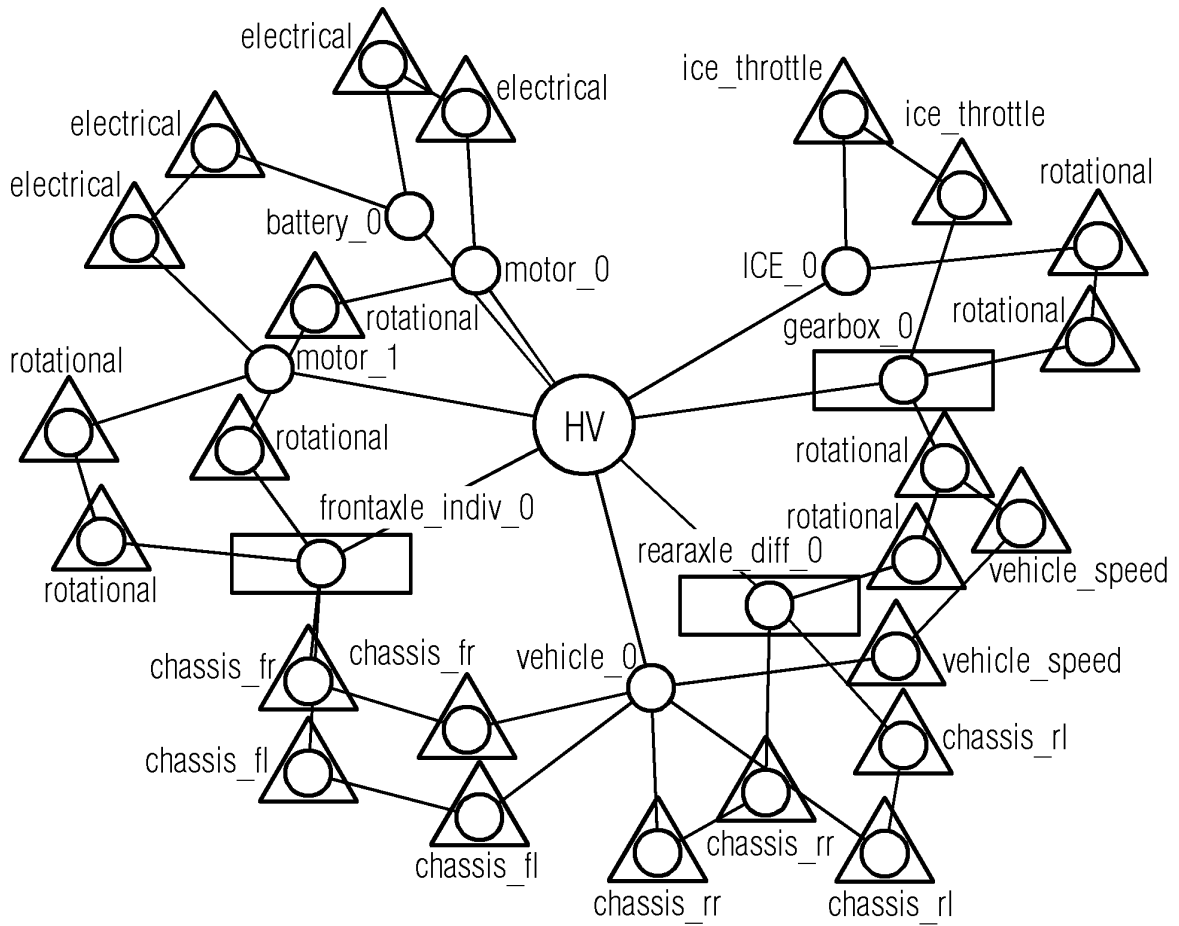 electrical
electrical
ice_throttle
ice_throttle
electrical
electrical
rotational
battery_0
motor_0
ICE_0
rotational
rotational
gearbox_0
rotational
motor_1
HV
rotational
rotational
frontaxle_indiv_0
rotational
rearaxle_diff_0
vehicle_speed
rotational
chassis_fr
chassis_fr
vehicle_0
vehicle_speed
chassis_fl
chassis_rl
chassis_fl
chassis_rr
chassis_rr
chassis_rl